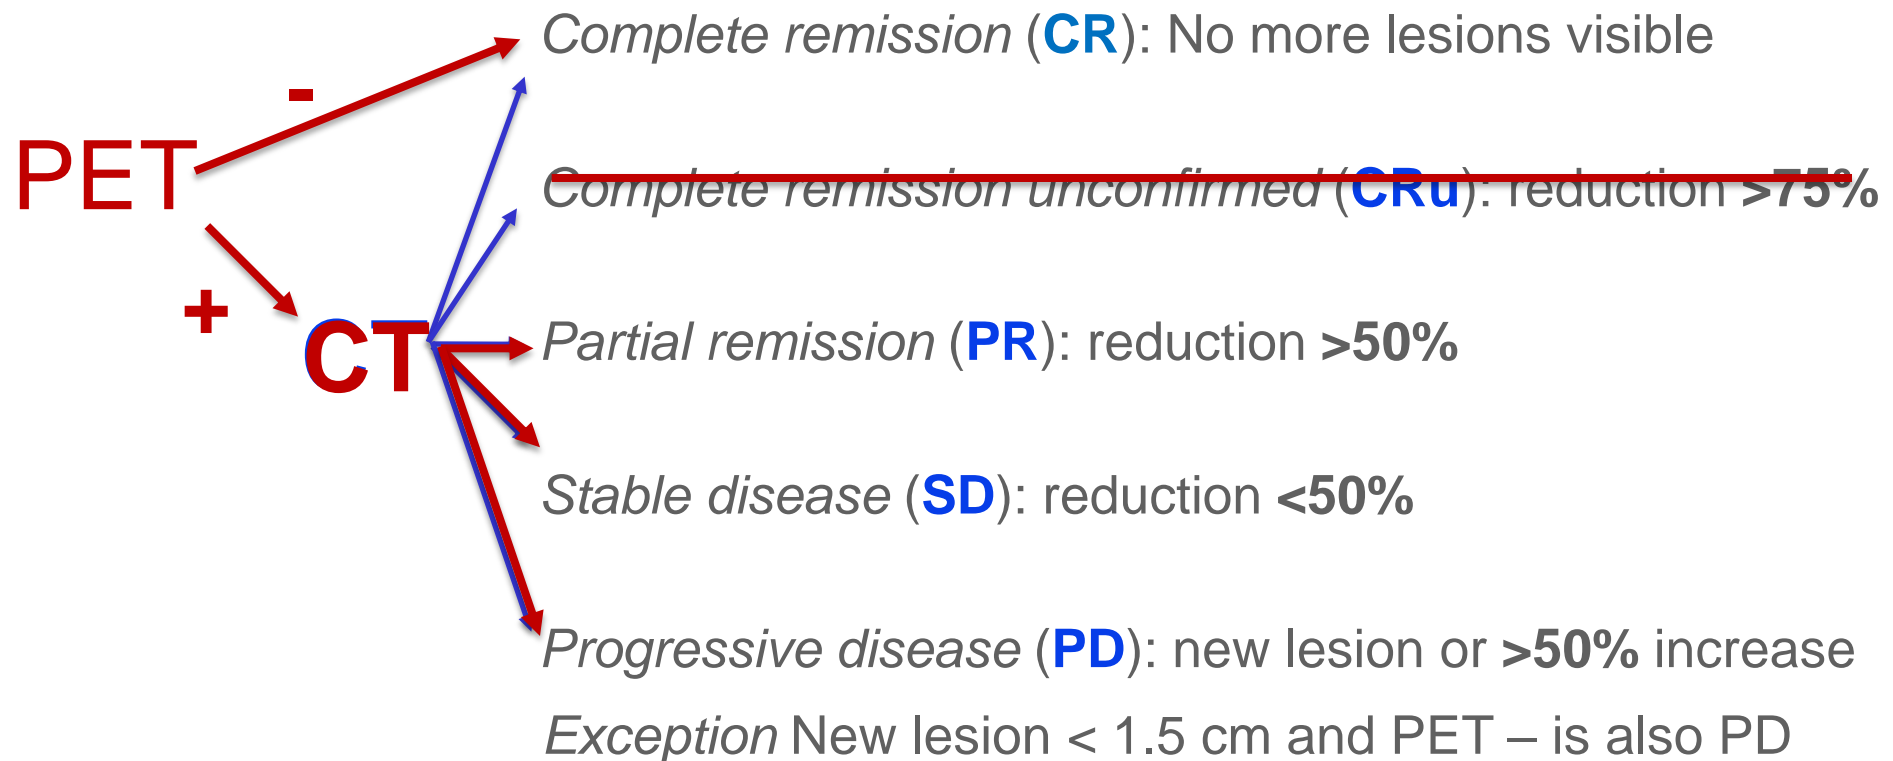 Complete remission (CR): No more lesions visible
-
PET
Complete remission unconfirmed (CRu): reduction >75%
+
CT
Partial remission (PR): reduction >50%
Stable disease (SD): reduction <50%
Progressive disease (PD): new lesion or >50% increase
Exception New lesion < 1.5 cm and PET – is also PD